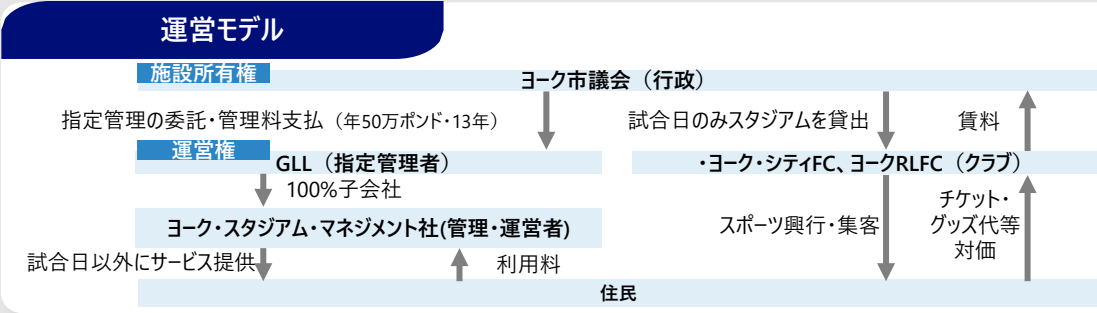 運営モデル
施設所有権
ヨーク市議会（行政）
指定管理の委託・管理料支払（年50万ポンド・13年）
試合日のみスタジアムを貸出
賃料
運営権
GLL（指定管理者）
・ヨーク・シティFC、ヨークRLFC（クラブ）
100%子会社
ヨーク・スタジアム・マネジメント社(管理・運営者)
スポーツ興行・集客
チケット・
グッズ代等
対価
試合日以外にサービス提供
利用料
住民